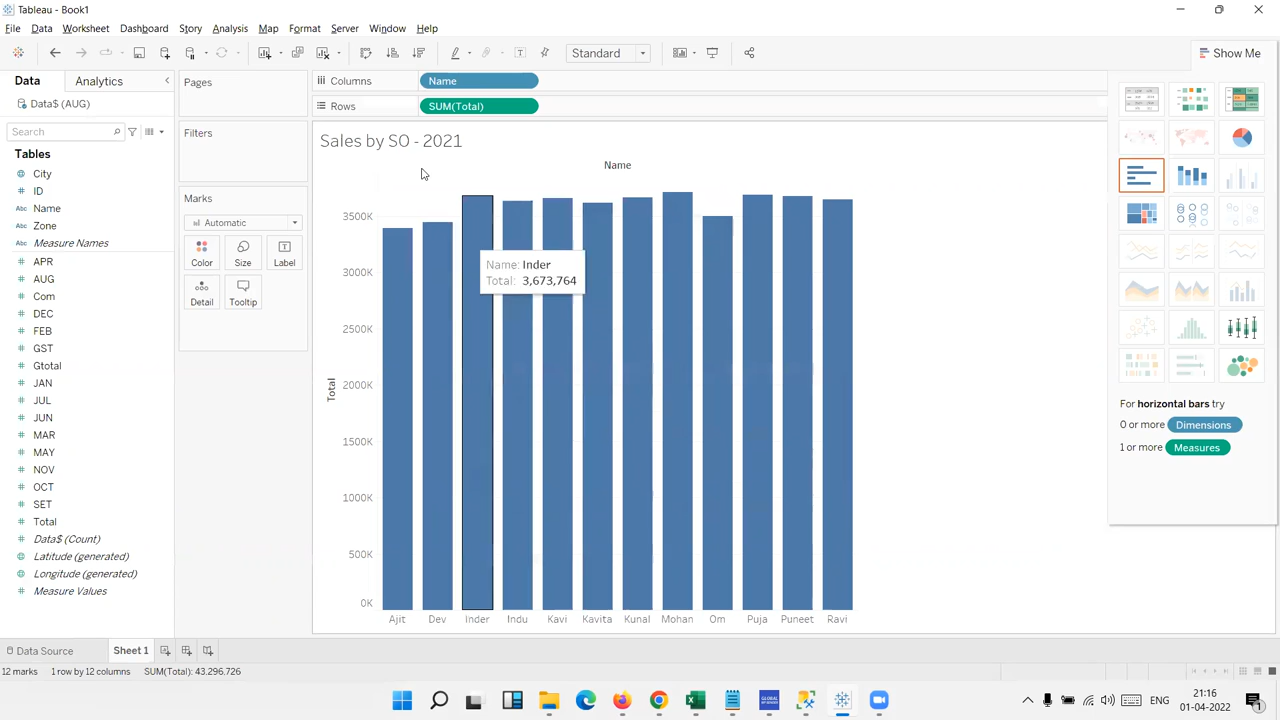 Tableau - Book1
File Data Worksheet Dashboard Story Analysis Map Format Server Window Help
Standard
Show Me
Data Analytics
Pages
Columns Name
Data$ (AUG)
Rows SUM(Total)
Search
Filters
Sales by SO - 2021
Tables
Name
City
ID
Abc Name
Marks
Abc Zone
Automatic
Abc Measure Names
Color Size Label
APR
AUG
Com
Detail Tooltip
DEC
FEB
GST
Gtotal
JAN
JUL
JUN
MAR
MAY
NOV
OCT
SET
Total
Data$ (Count)
Latitude (generated)
Longitude (generated)
Measure Values
Total
3500K
3000K
2500K
2000K
1500K
1000K
500K
0K
Name: Inder
Total: 3,673,764
Ajit Dev Inder Indu Kavi Kavita Kunal Mohan Om Puja Puneet Ravi
For horizontal bars try
0 or more Dimensions
1 or more Measures
Data Source Sheet 1
12 marks 1 row by 12 columns SUM(Total): 43,296,726
ENG
21:16
01-04-2022